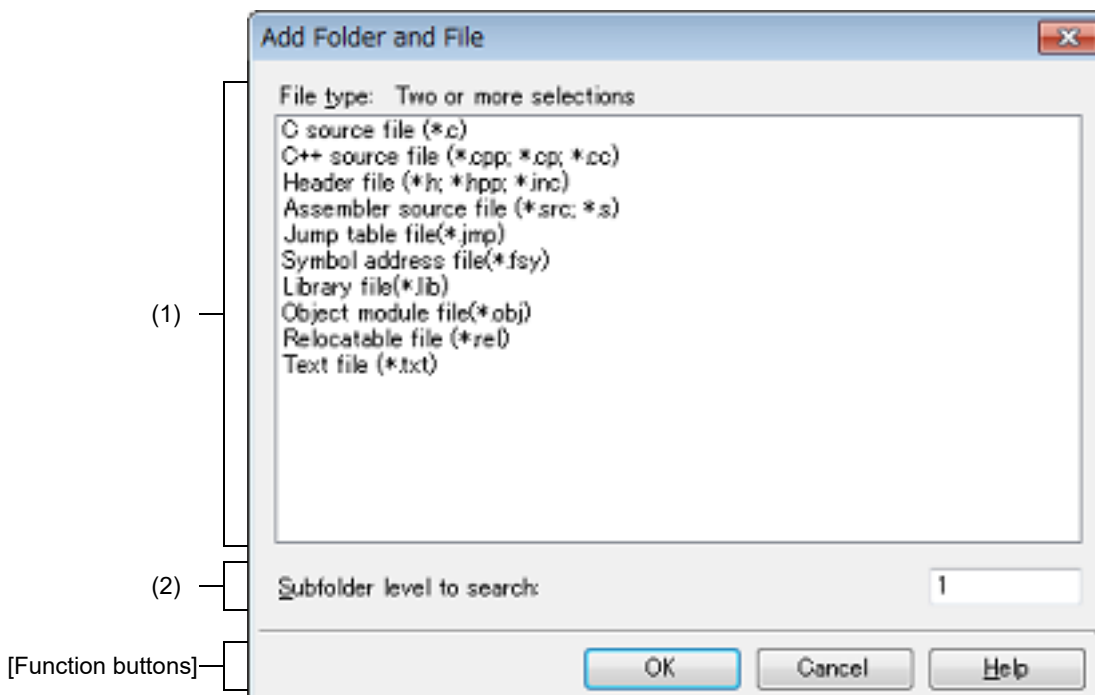 Add Folder and File
File type: Two or more selections
C source file (*.c)
C++ source file (*.cpp; *.cp; *.cc)
Header file (*.h; *.hpp; *.inc)
Assembler source file (*.src; *.s)
Jump table file(*.jmp)
Symbol address file(*.fsy)
Library file(*.lib)
Object module file(*.obj)
Relocatable file (*.rel)
Text file (*.txt)
(1)
(2)
Subfolder level to search:
1
[Function buttons]
OK
Cancel
Help